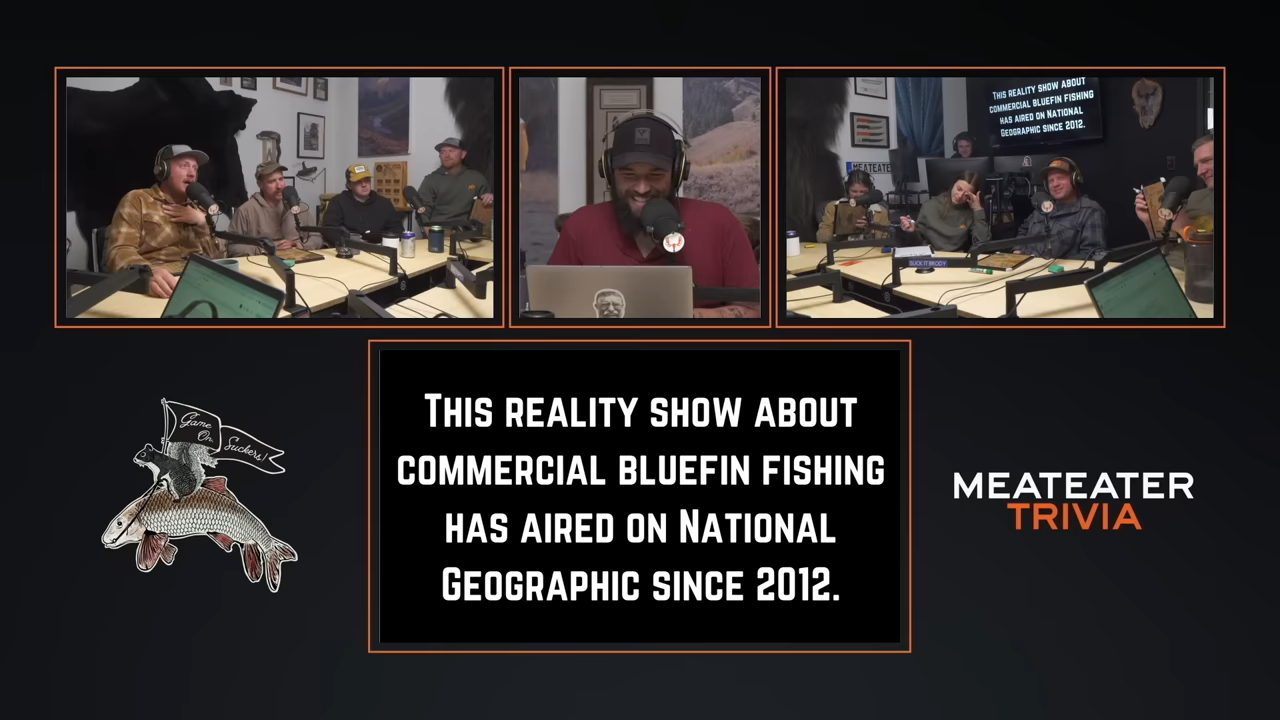 THIS REALITY SHOW ABOUT
COMMERCIAL BLUEFIN FISHING
HAS AIRED ON NATIONAL
GEOGRAPHIC SINCE 2012.
MEATEATER
SUCK IT BRODY
THIS REALITY SHOW ABOUT
COMMERCIAL BLUEFIN FISHING
HAS AIRED ON NATIONAL
GEOGRAPHIC SINCE 2012.
Game
On,
Suckers!
MEATEATER
TRIVIA